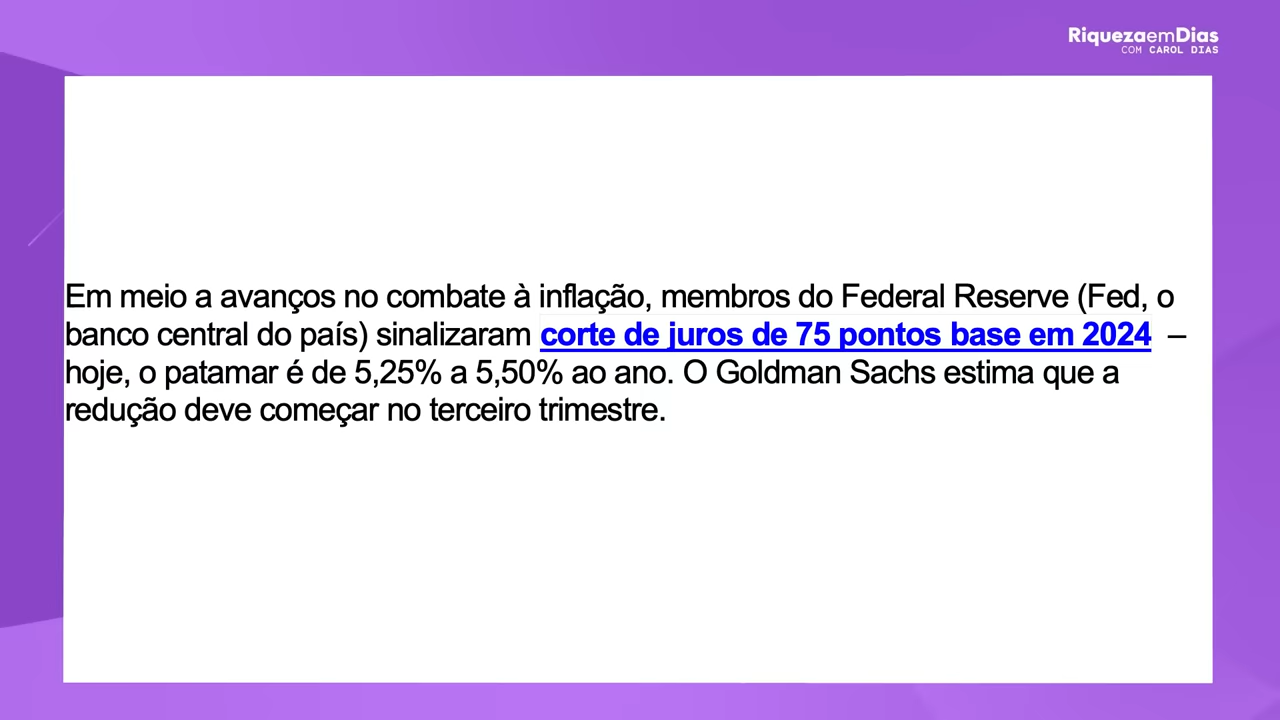 RiquezaemDias
COM CAROL DIAS
Em meio a avanços no combate à inflação, membros do Federal Reserve (Fed, o
banco central do país) sinalizaram corte de juros de 75 pontos base em 2024 –
hoje, o patamar é de 5,25% a 5,50% ao ano. O Goldman Sachs estima que a
redução deve começar no terceiro trimestre.